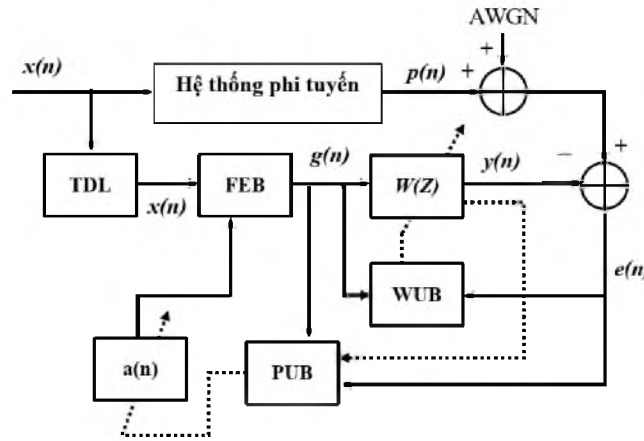 AWGN
x(n)
Hệ thống phi tuyến
p(n)
+
+
g(n)
y(n)
−
+
TDL
x(n)
FEB
W(Z)
e(n)
WUB
a(n)
PUB